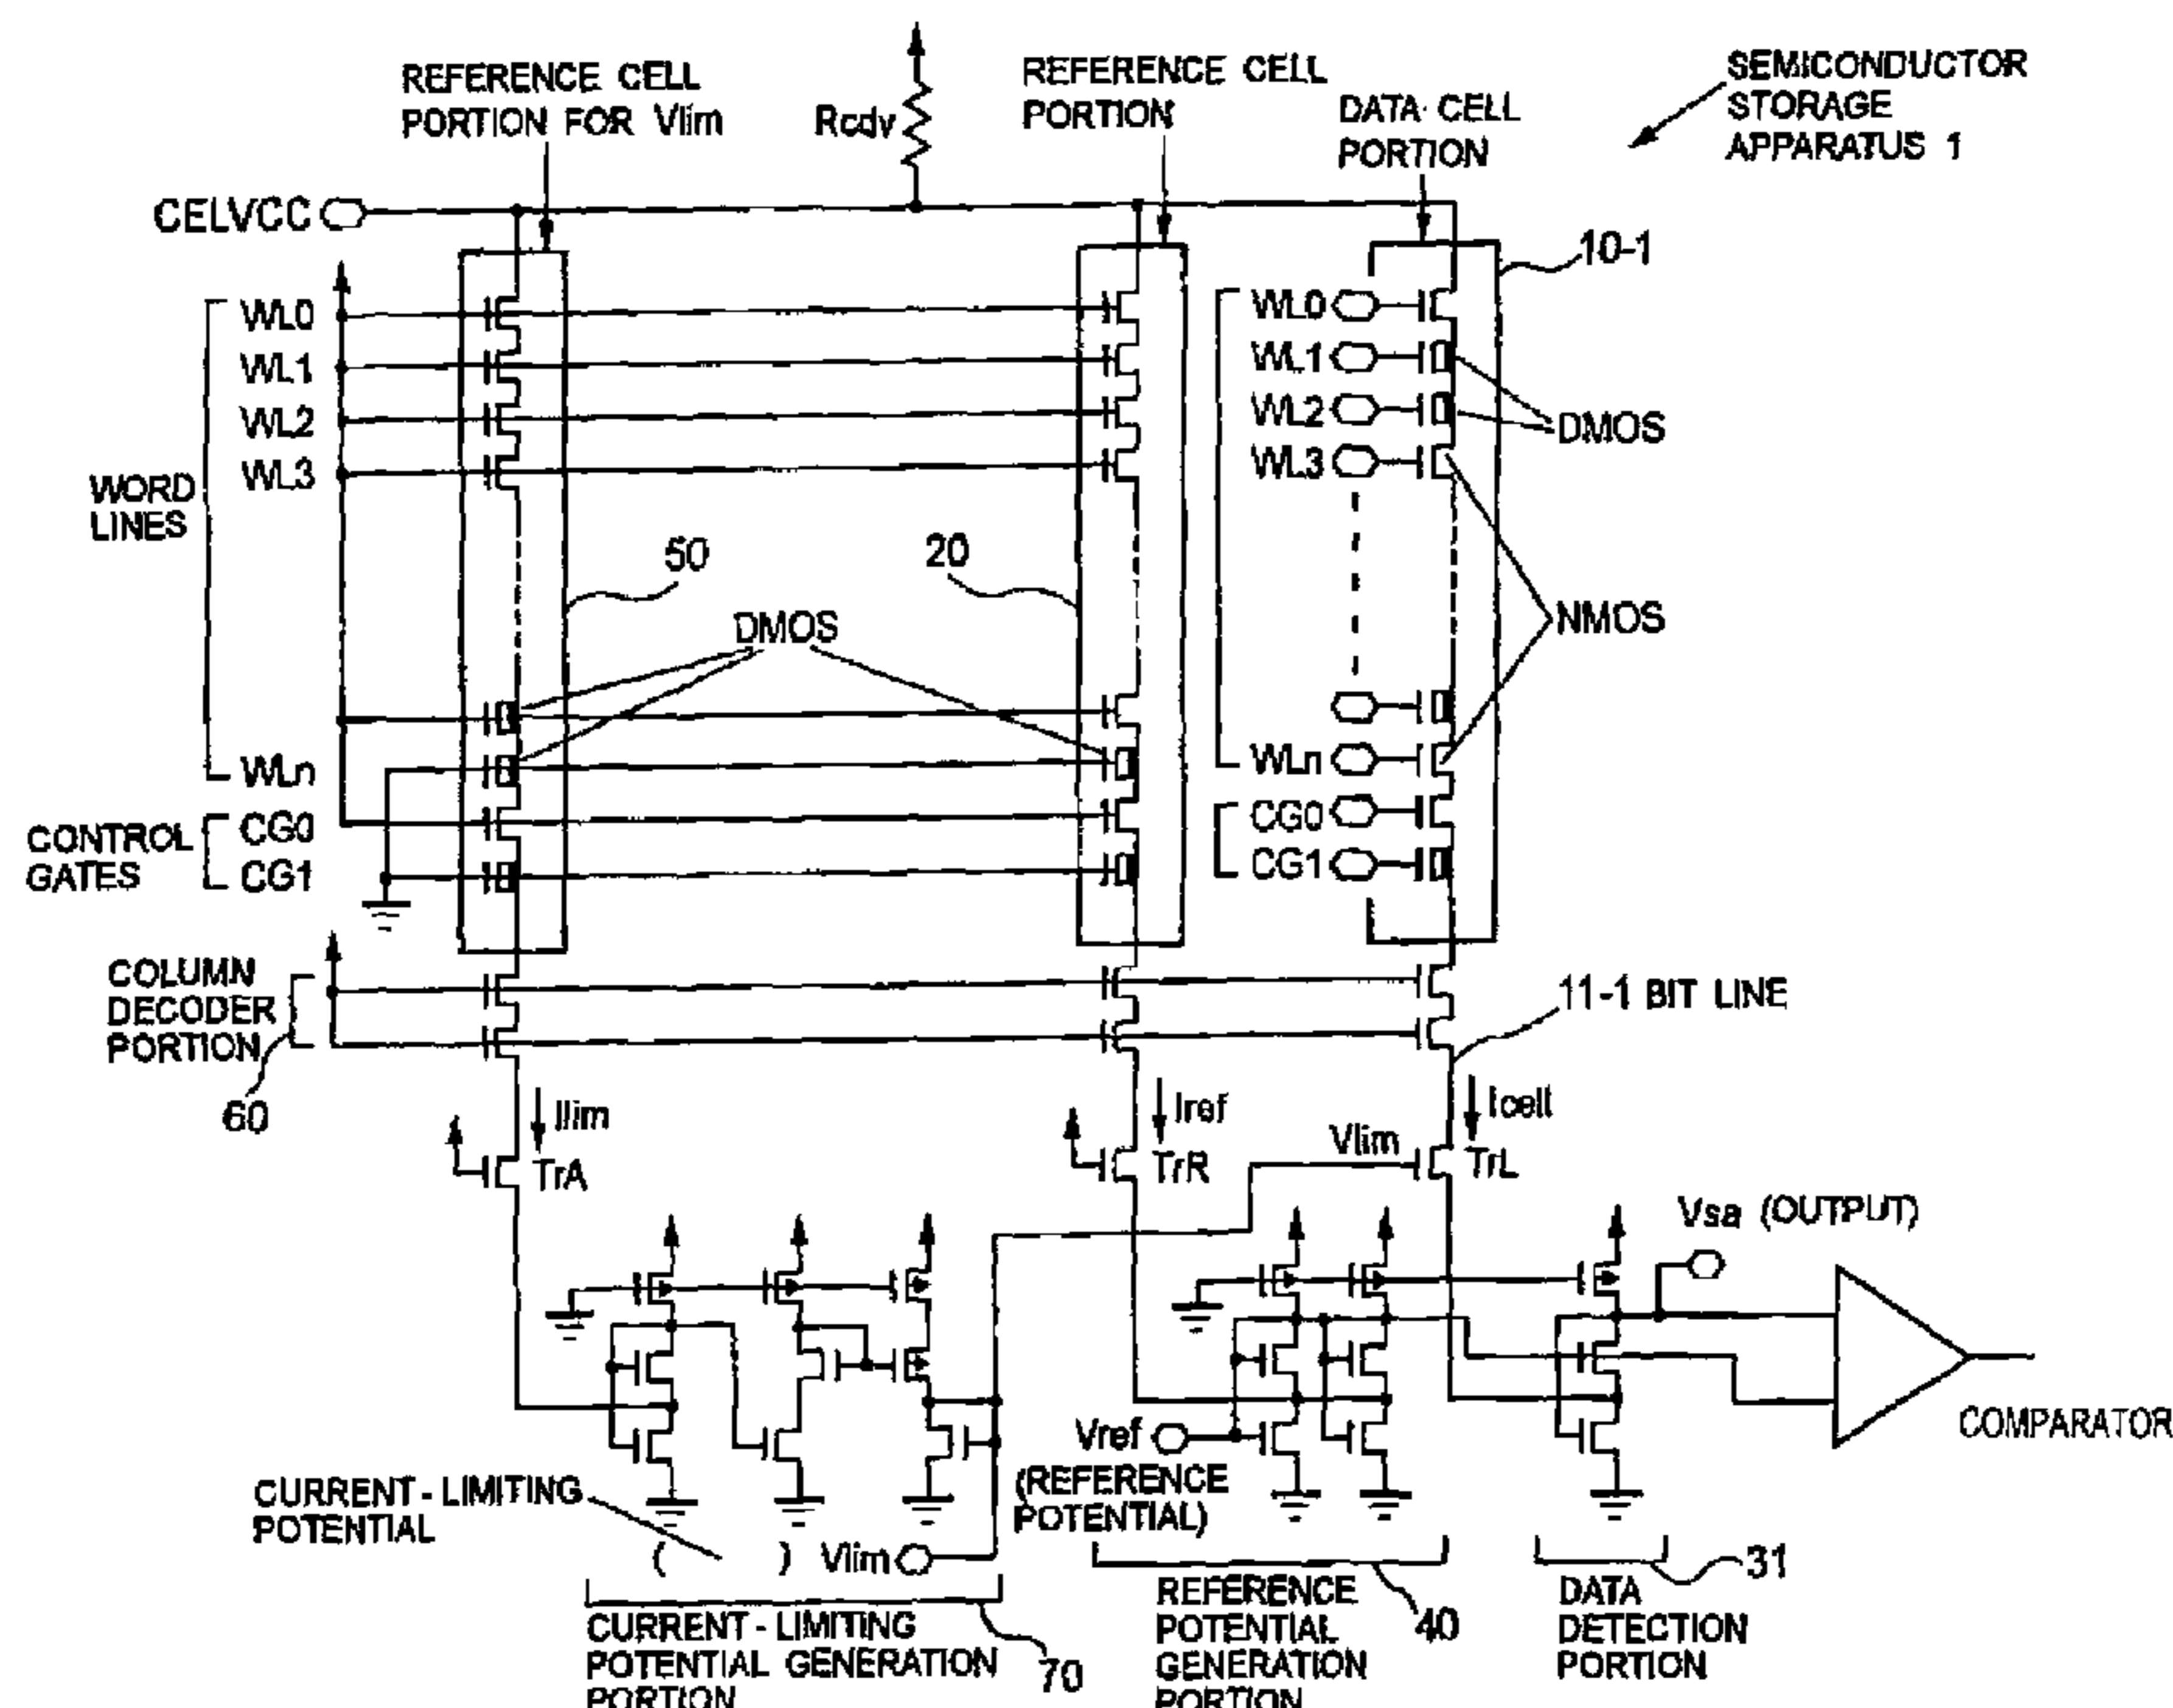 REFERENCE CELL
PORTION FOR Vlim
Rcdv
REFERENCE CELL
PORTION
DATA CELL
PORTION
SEMICONDUCTOR
STORAGE
APPARATUS 1
CELVCC
10-1
WORD
LINES
WL0
WL1
WL2
WL3
WLn
CONTROL
GATES
CG0
CG1
50
20
DMOS
WL0
WL1
WL2
WL3
WLn
CG0
CG1
DMOS
NMOS
COLUMN
DECODER
PORTION
60
11-1 BIT LINE
Ilim
TrA
Iref
TrR
Vlim
Icell
TrL
Vsa (OUTPUT)
COMPARATOR
Vref
(REFERENCE
POTENTIAL)
CURRENT-LIMITING
POTENTIAL
( ) Vlim
CURRENT-LIMITING
POTENTIAL GENERATION
PORTION
70
REFERENCE
POTENTIAL
GENERATION
PORTION
40
DATA
DETECTION
PORTION
31